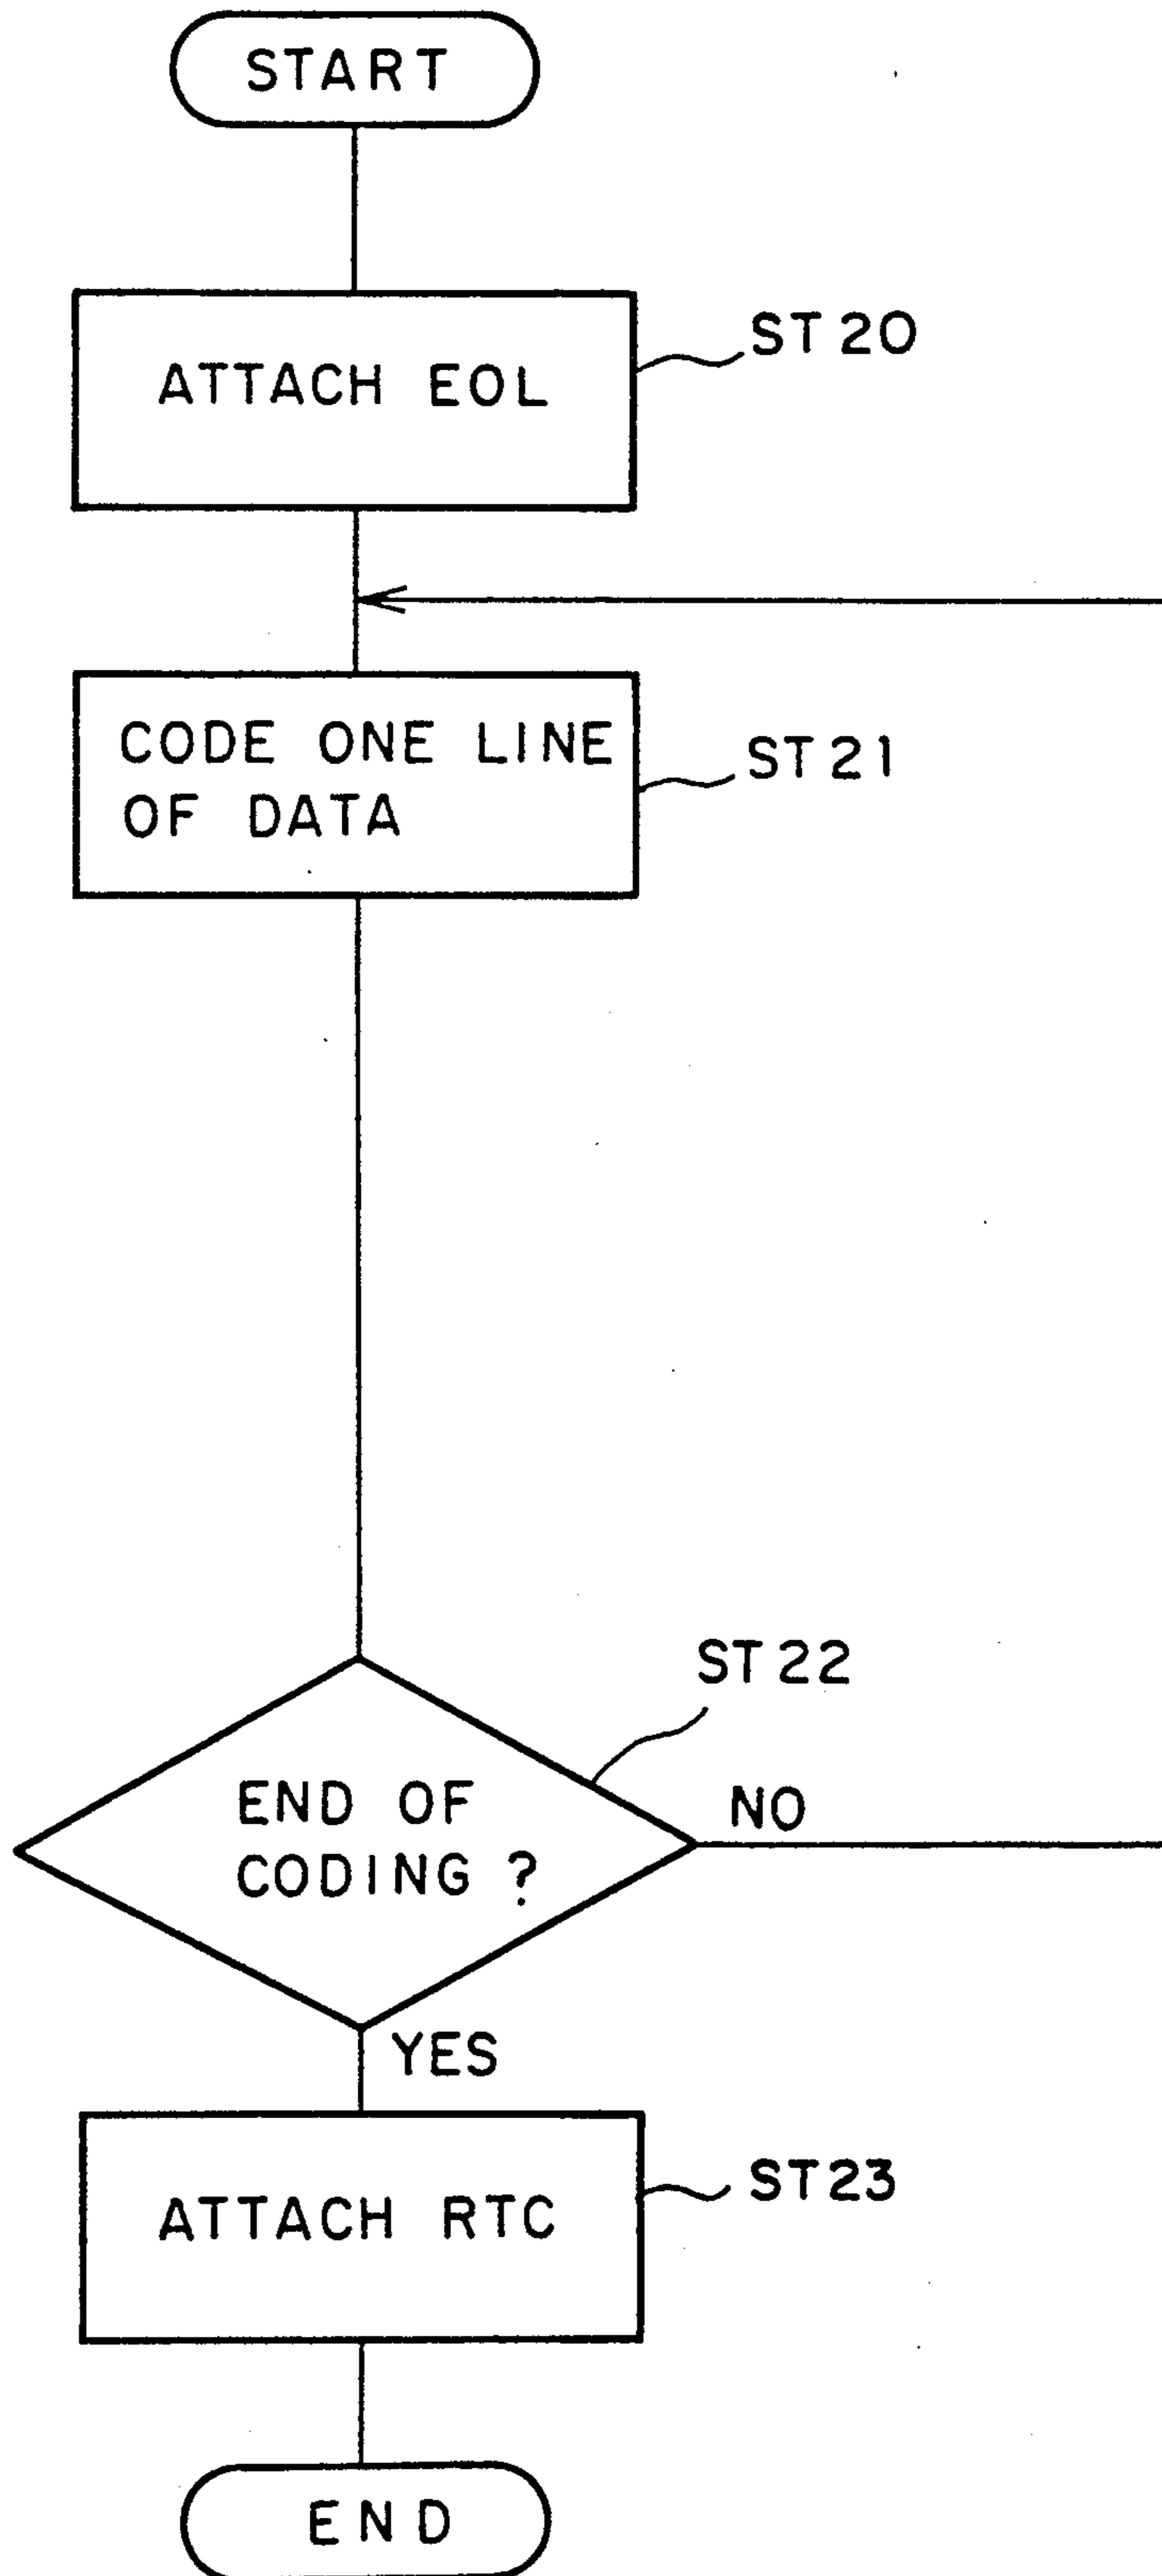 START
ATTACH EOL
ST20
CODE ONE LINE
OF DATA
ST21
ST22
END OF
CODING ?
NO
YES
ATTACH RTC
ST23
END